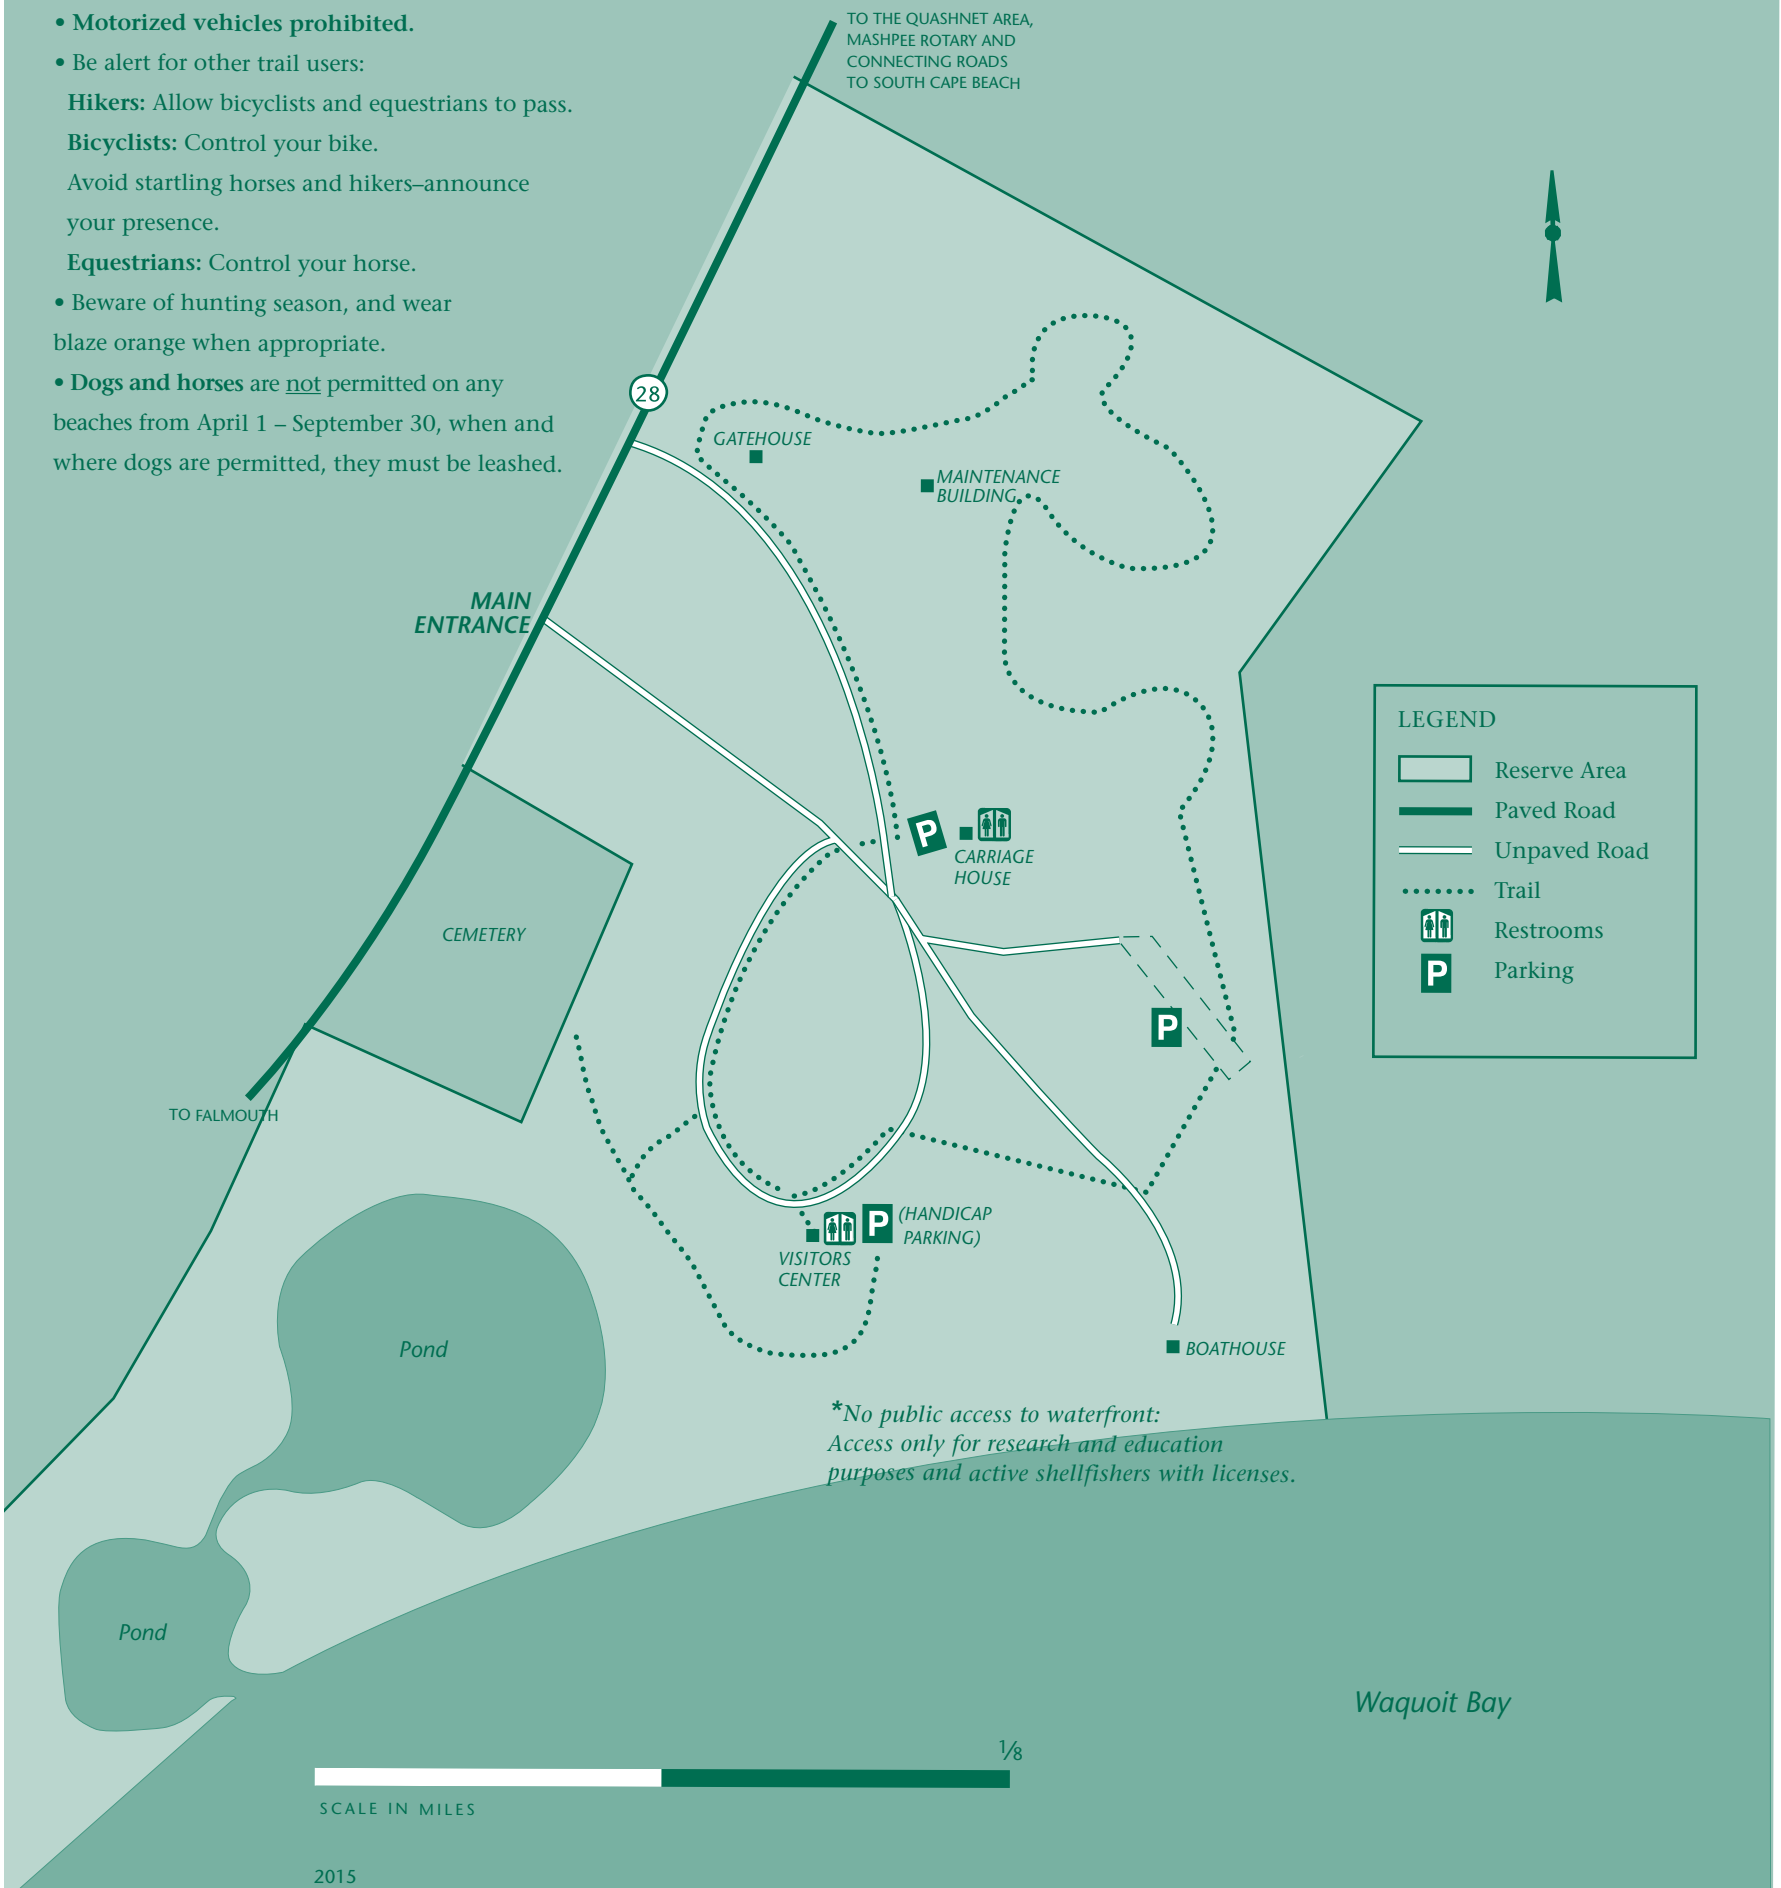 • Motorized vehicles prohibited.
• Be alert for other trail users:
Hikers: Allow bicyclists and equestrians to pass.
Bicyclists: Control your bike.
Avoid startling horses and hikers–announce
your presence.
Equestrians: Control your horse.
• Beware of hunting season, and wear
blaze orange when appropriate.
• Dogs and horses are not permitted on any
beaches from April 1 – September 30, when and
where dogs are permitted, they must be leashed.
TO THE QUASHNET AREA,
MASHPEE ROTARY AND
CONNECTING ROADS
TO SOUTH CAPE BEACH
28
GATEHOUSE
MAINTENANCE
BUILDING
MAIN
ENTRANCE
LEGEND
Reserve Area
Paved Road
Unpaved Road
Trail
Restrooms
P
Parking
P
CARRIAGE
HOUSE
CEMETERY
P
TO FALMOUTH
P
(HANDICAP
PARKING)
VISITORS
CENTER
Pond
BOATHOUSE
*No public access to waterfront:
Access only for research and education
purposes and active shellfishers with licenses.
Pond
Waquoit Bay
1/8
SCALE IN MILES
2015